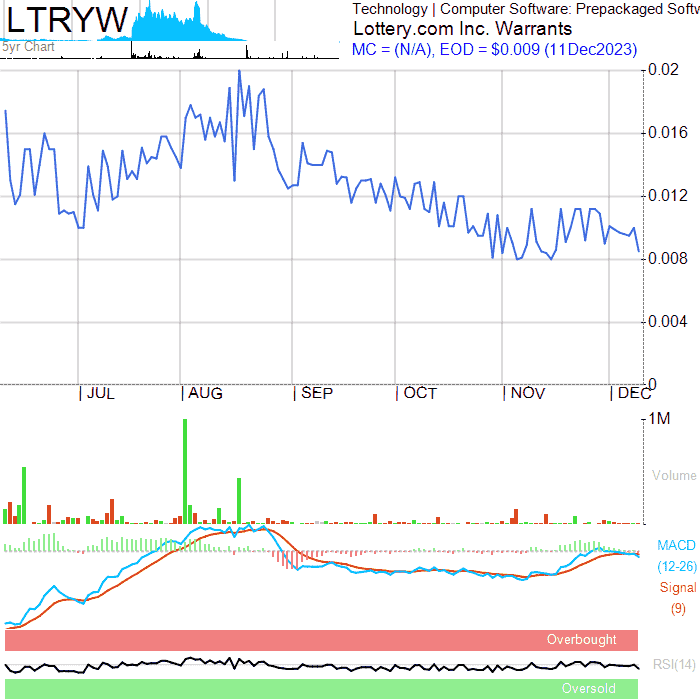 LTRYW
5yr Chart
Technology | Computer Software: Prepackaged Softw
Lottery.com Inc. Warrants
MC = (N/A), EOD = $0.009 (11Dec2023)
0.02
0.016
0.012
0.008
0.004
0
JUL AUG SEP OCT NOV DEC
1M
Volume
MACD
(12-26)
Signal
(9)
Overbought
RSI(14)
Oversold